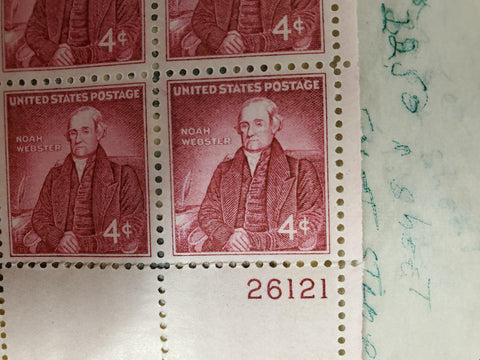 4¢
4¢
UNITED STATES POSTAGE
NOAH
WEBSTER
4¢
UNITED STATES POSTAGE
NOAH
WEBSTER
4¢
26121